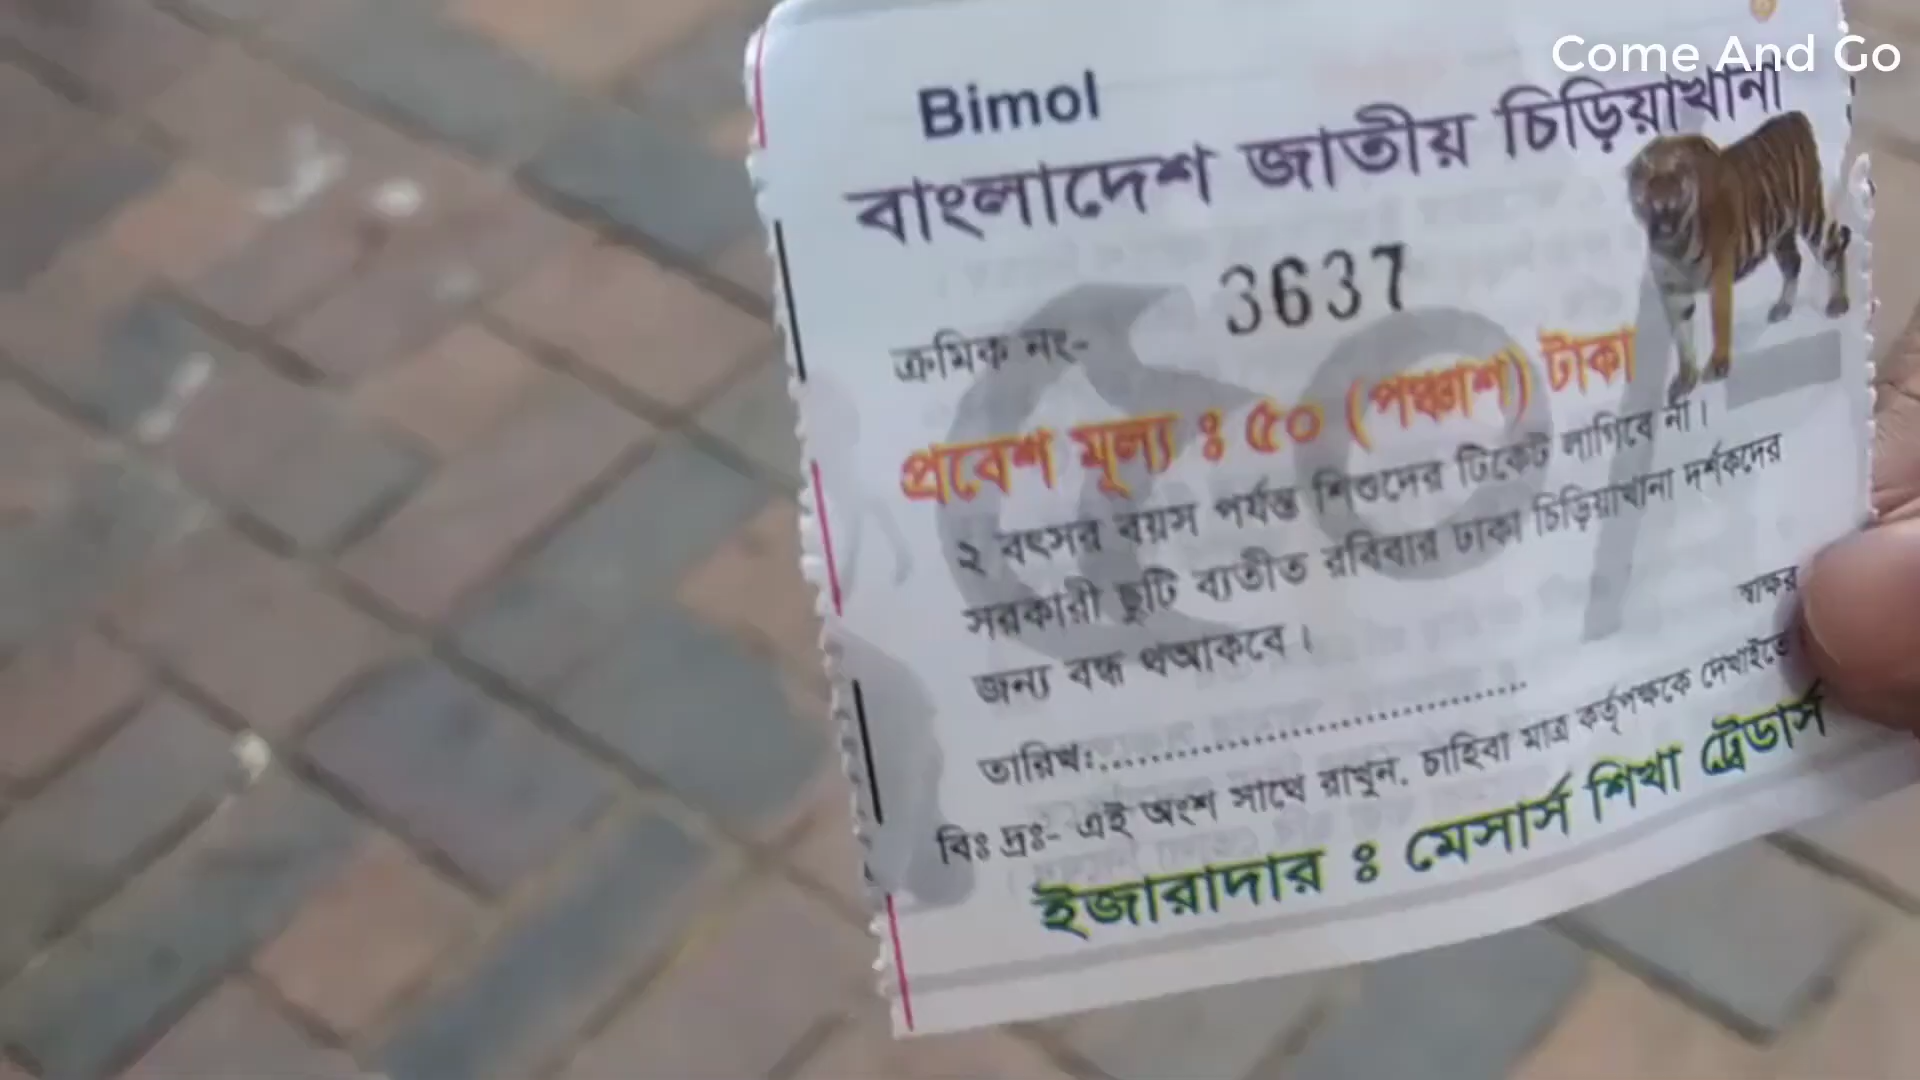 Come And Go
Bimol
বাংলাদেশ জাতীয় চিড়িয়াখানা
ক্রমিক নং- 3637
প্রবেশ মূল্য ঃ ৫০ (পঞ্চাশ) টাকা
২ বৎসর বয়স পর্যন্ত শিশুদের টিকেট লাগিবে না।
সরকারী ছুটি ব্যতীত রবিবার ঢাকা চিড়িয়াখানা দর্শকদের
জন্য বন্ধ থআকবে।
স্বাক্ষর
তারিখঃ........................................
বিঃ দ্রঃ- এই অংশ সাথে রাখুন, চাহিবা মাত্র কর্তৃপক্ষকে দেখাইতে
ইজারাদার ঃ মেসার্স শিখা ট্রেডার্স